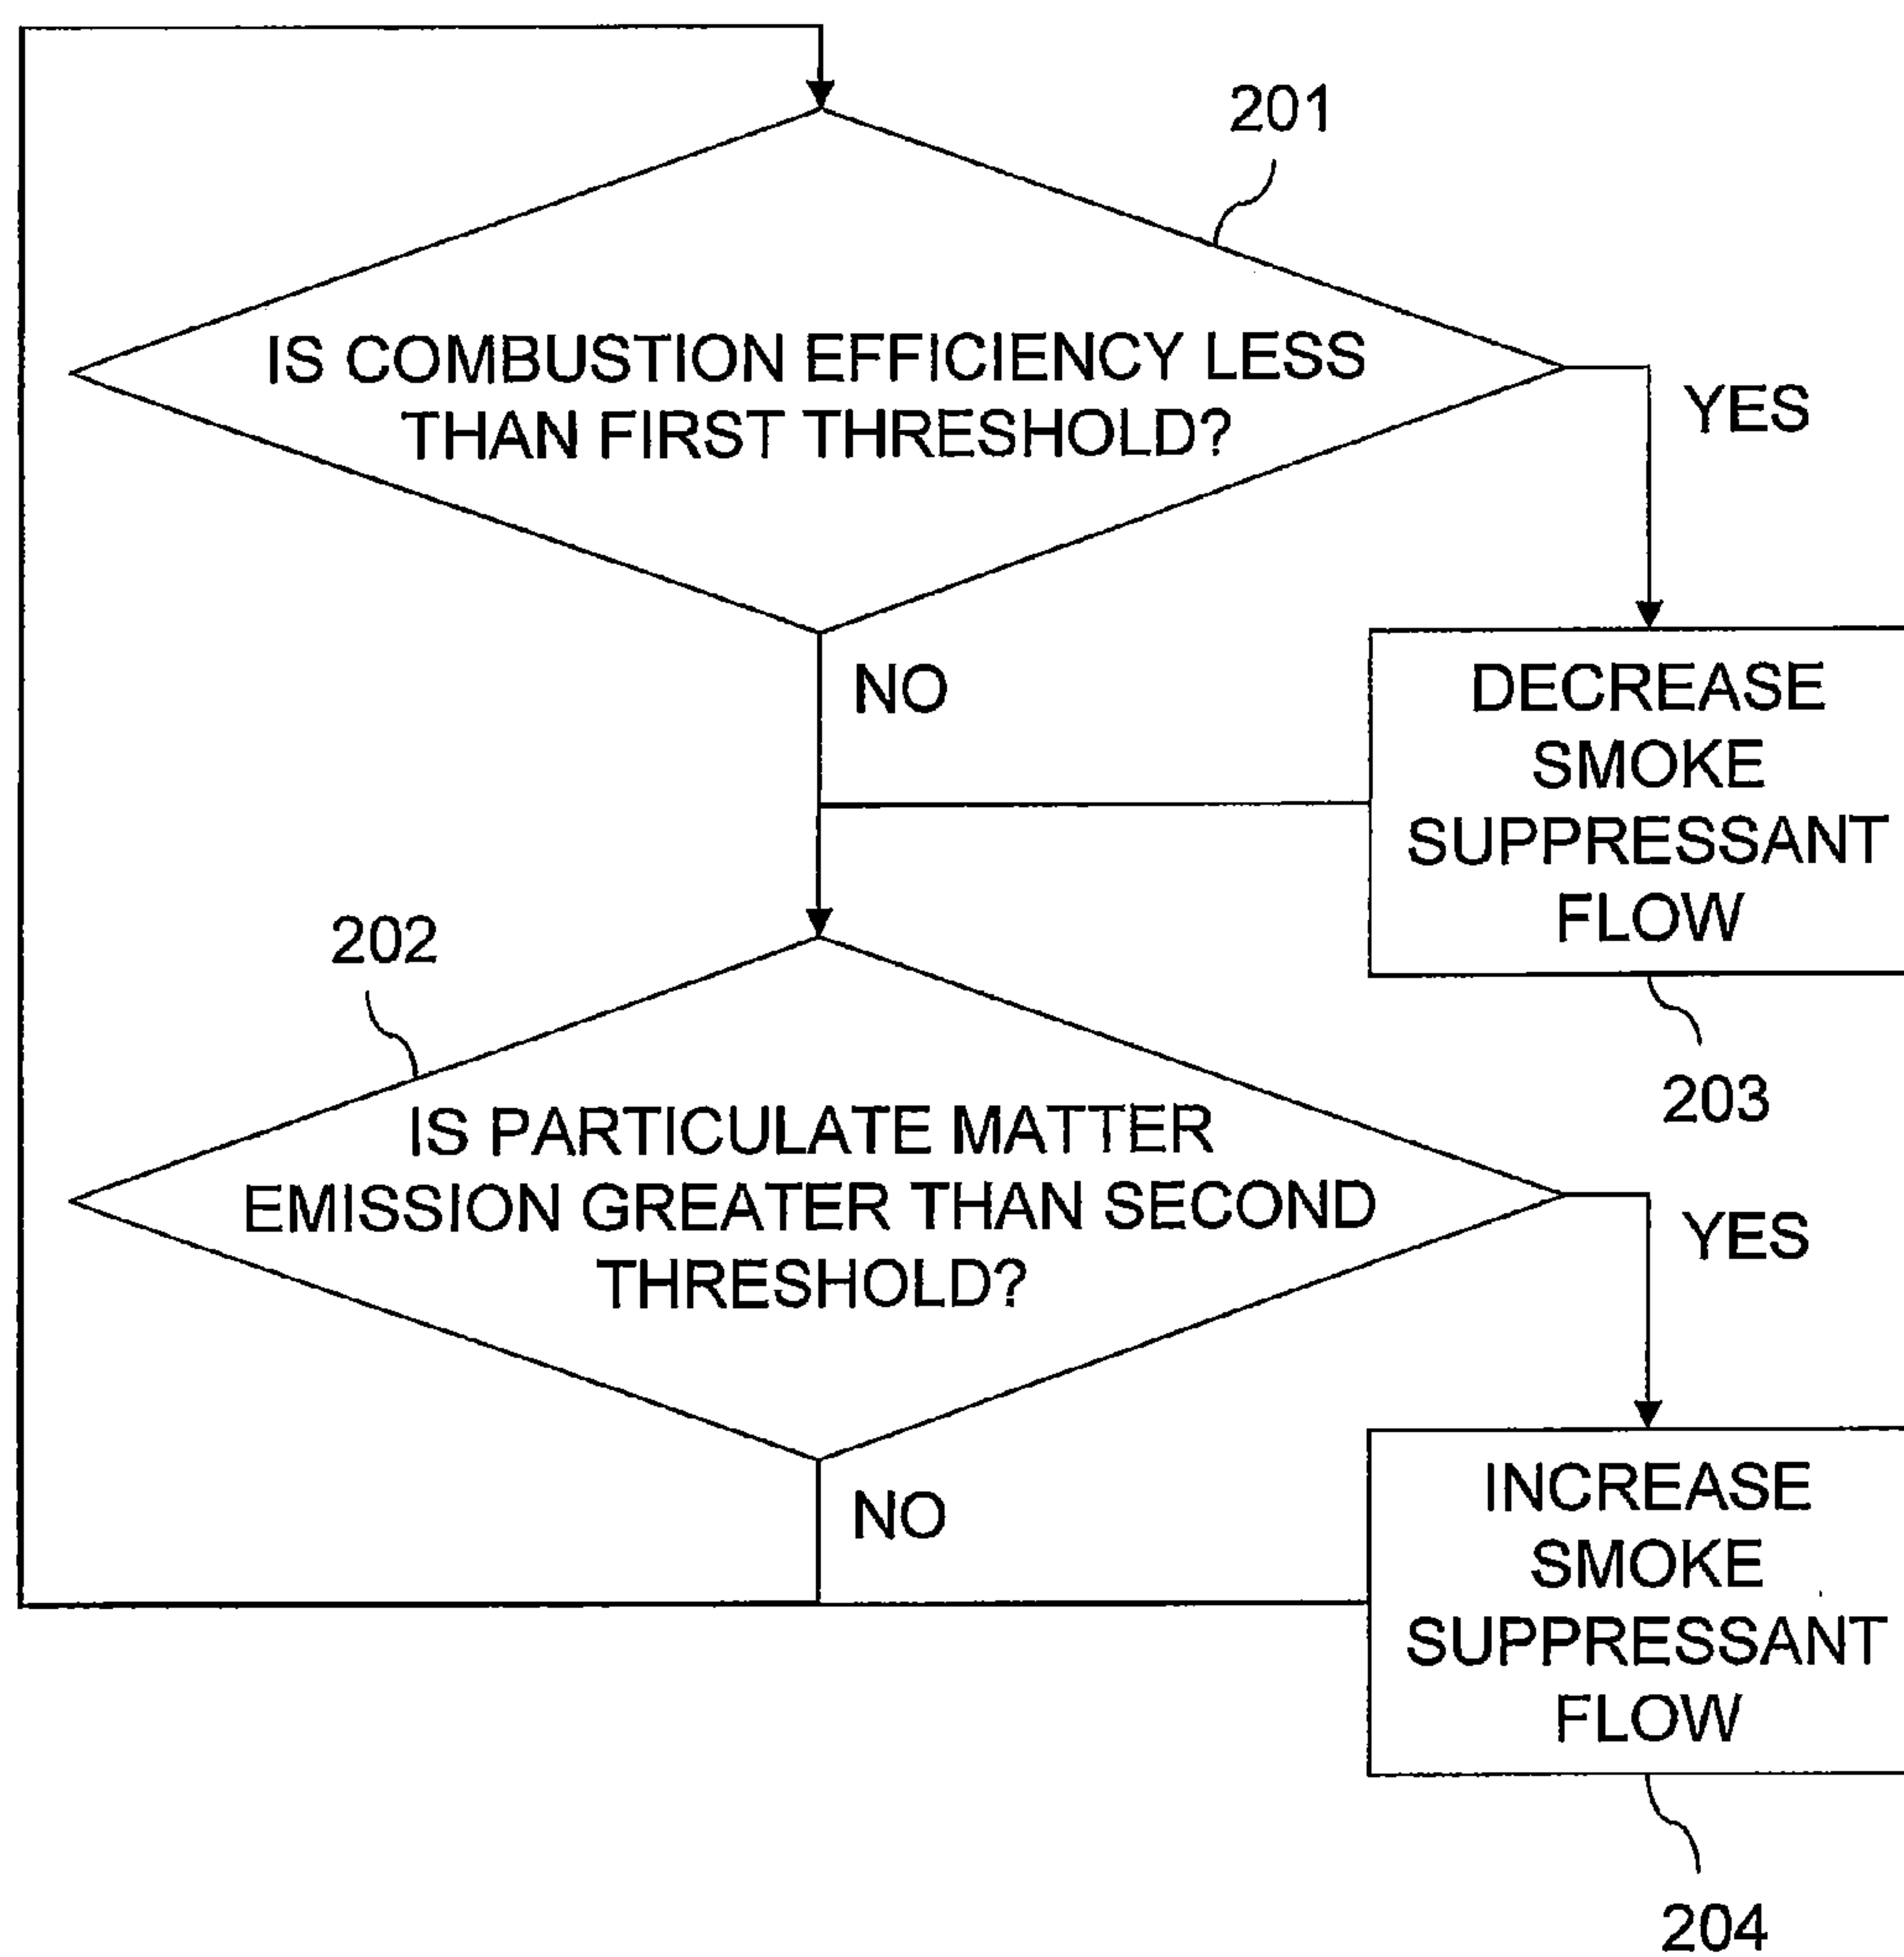 201
IS COMBUSTION EFFICIENCY LESS
THAN FIRST THRESHOLD?
YES
NO
DECREASE
SMOKE
SUPPRESSANT
FLOW
203
202
IS PARTICULATE MATTER
EMISSION GREATER THAN SECOND
THRESHOLD?
YES
NO
INCREASE
SMOKE
SUPPRESSANT
FLOW
204